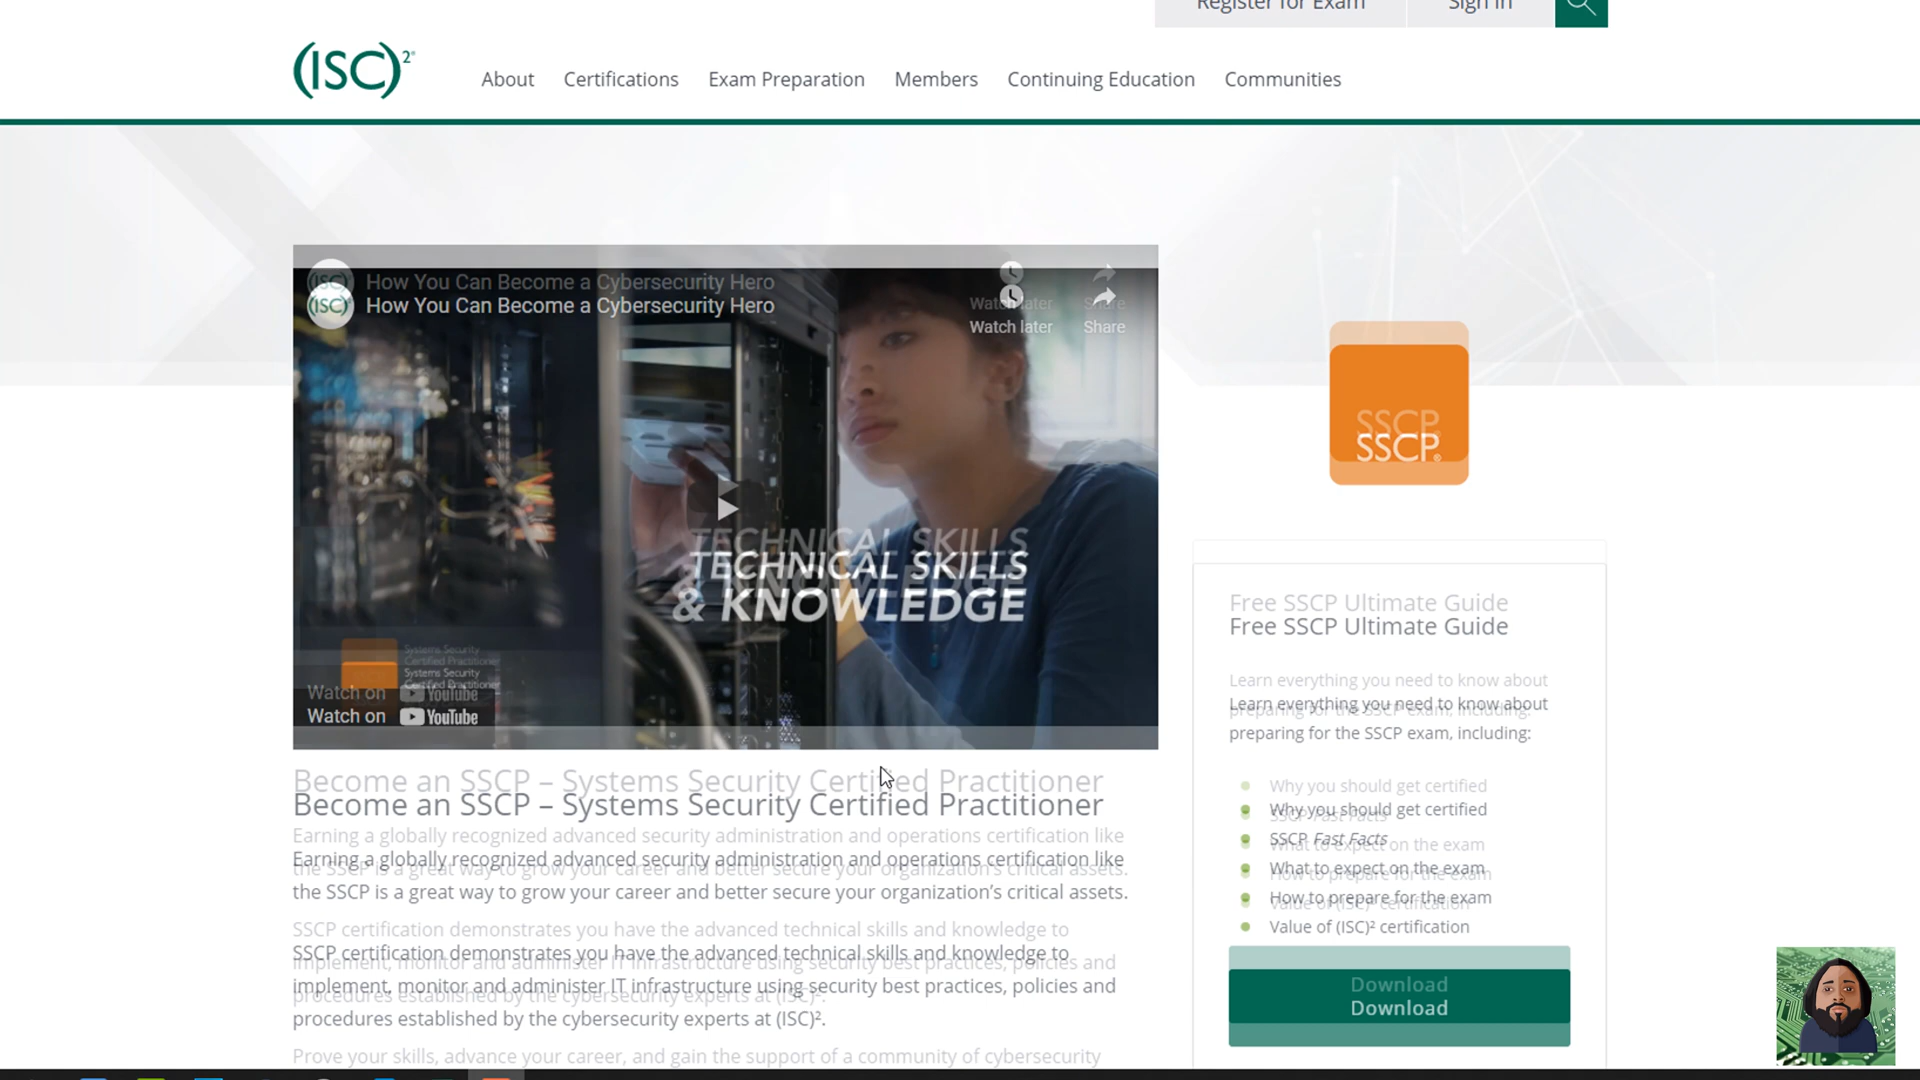 Register for Exam
Sign In
(ISC)²®
About
Certifications
Exam Preparation
Members
Continuing Education
Communities
(ISC)²
How You Can Become a Cybersecurity Hero
How You Can Become a Cybersecurity Hero
Watch later
Share
TECHNICAL SKILLS
& KNOWLEDGE
Systems Security
Certified Practitioner
Watch on YouTube
Watch on YouTube
SSCP
SSCP®
Become an SSCP – Systems Security Certified Practitioner
Become an SSCP – Systems Security Certified Practitioner
Earning a globally recognized advanced security administration and operations certification like
Earning a globally recognized advanced security administration and operations certification like
the SSCP is a great way to grow your career and better secure your organization's critical assets.
the SSCP is a great way to grow your career and better secure your organization's critical assets.
SSCP certification demonstrates you have the advanced technical skills and knowledge to
SSCP certification demonstrates you have the advanced technical skills and knowledge to
implement, monitor and administer IT infrastructure using security best practices, policies and
implement, monitor and administer IT infrastructure using security best practices, policies and
procedures established by the cybersecurity experts at (ISC)².
procedures established by the cybersecurity experts at (ISC)².
Prove your skills, advance your career, and gain the support of a community of cybersecurity
Free SSCP Ultimate Guide
Free SSCP Ultimate Guide
Learn everything you need to know about
Learn everything you need to know about
preparing for the SSCP exam, including:
preparing for the SSCP exam, including:
Why you should get certified
Why you should get certified
SSCP Fast Facts
SSCP Fast Facts
What to expect on the exam
What to expect on the exam
How to prepare for the exam
How to prepare for the exam
Value of (ISC)² certification
Value of (ISC)² certification
Download
Download